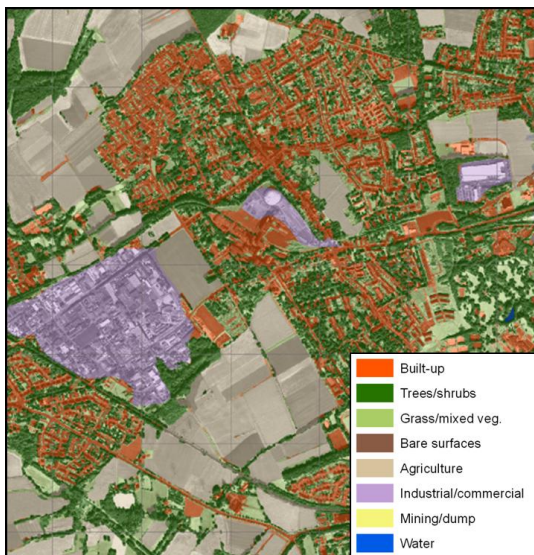 Built-up
Trees/shrubs
Grass/mixed veg.
Bare surfaces
Agriculture
Industrial/commercial
Mining/dump
Water